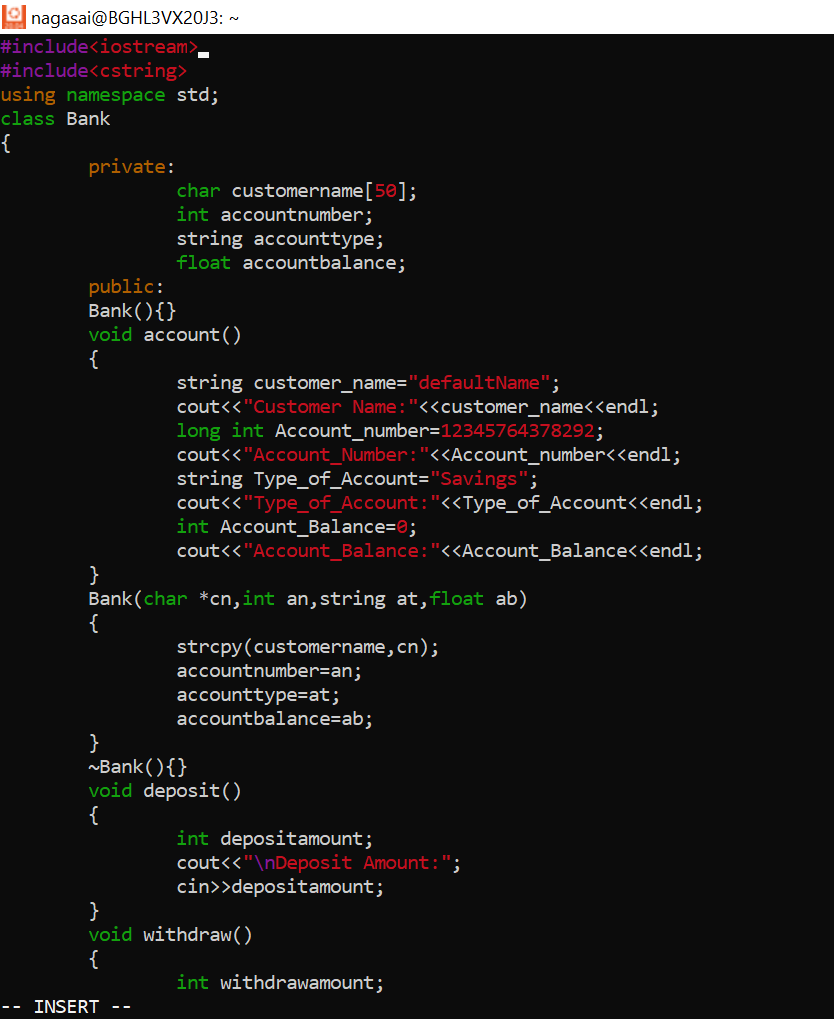 nagasai@BGHL3VX20J3: ~
#include<iostream>
#include<cstring>
using namespace std;
class Bank
{
        private:
                char customername[50];
                int accountnumber;
                string accounttype;
                float accountbalance;
        public:
        Bank(){}
        void account()
        {
                string customer_name="defaultName";
                cout<<"Customer Name:"<<customer_name<<endl;
                long int Account_number=12345764378292;
                cout<<"Account_Number:"<<Account_number<<endl;
                string Type_of_Account="Savings";
                cout<<"Type_of_Account:"<<Type_of_Account<<endl;
                int Account_Balance=0;
                cout<<"Account_Balance:"<<Account_Balance<<endl;
        }
        Bank(char *cn,int an,string at,float ab)
        {
                strcpy(customername,cn);
                accountnumber=an;
                accounttype=at;
                accountbalance=ab;
        }
        ~Bank(){}
        void deposit()
        {
                int depositamount;
                cout<<"\nDeposit Amount:";
                cin>>depositamount;
        }
        void withdraw()
        {
                int withdrawamount;
-- INSERT --